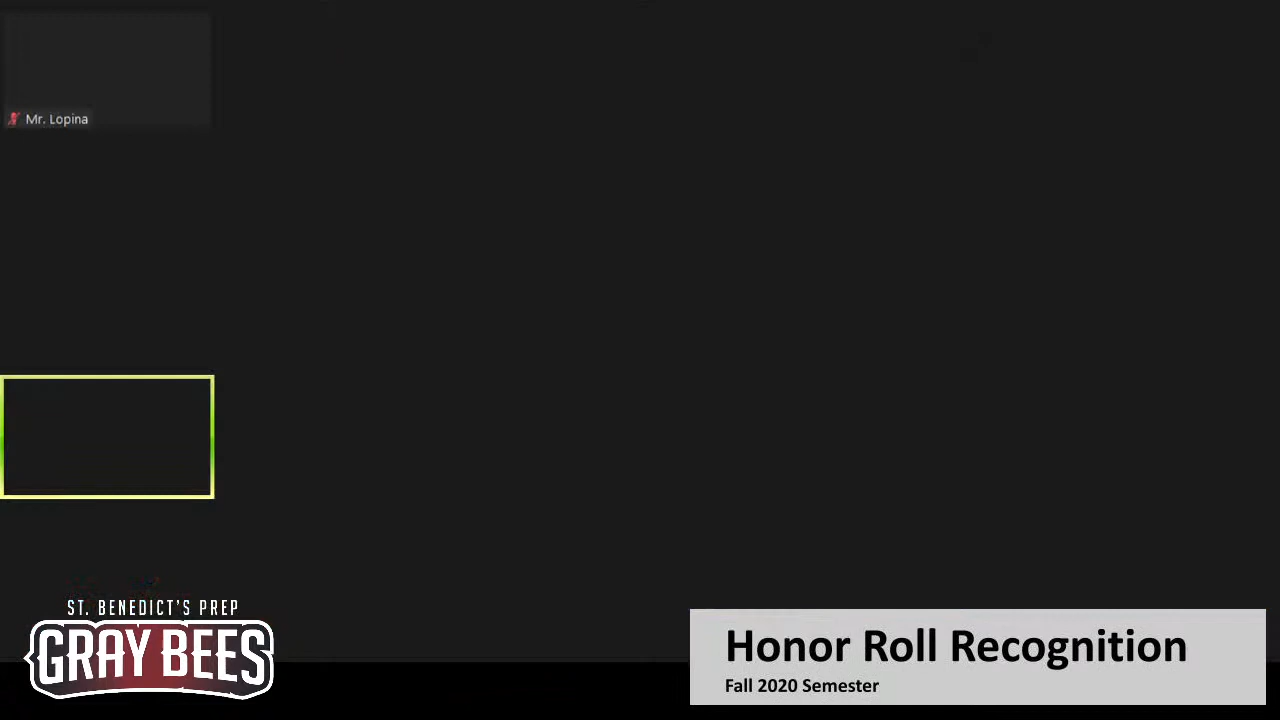 Mr. Lopina
ST. BENEDICT'S PREP
GRAY BEES
Honor Roll Recognition
Fall 2020 Semester